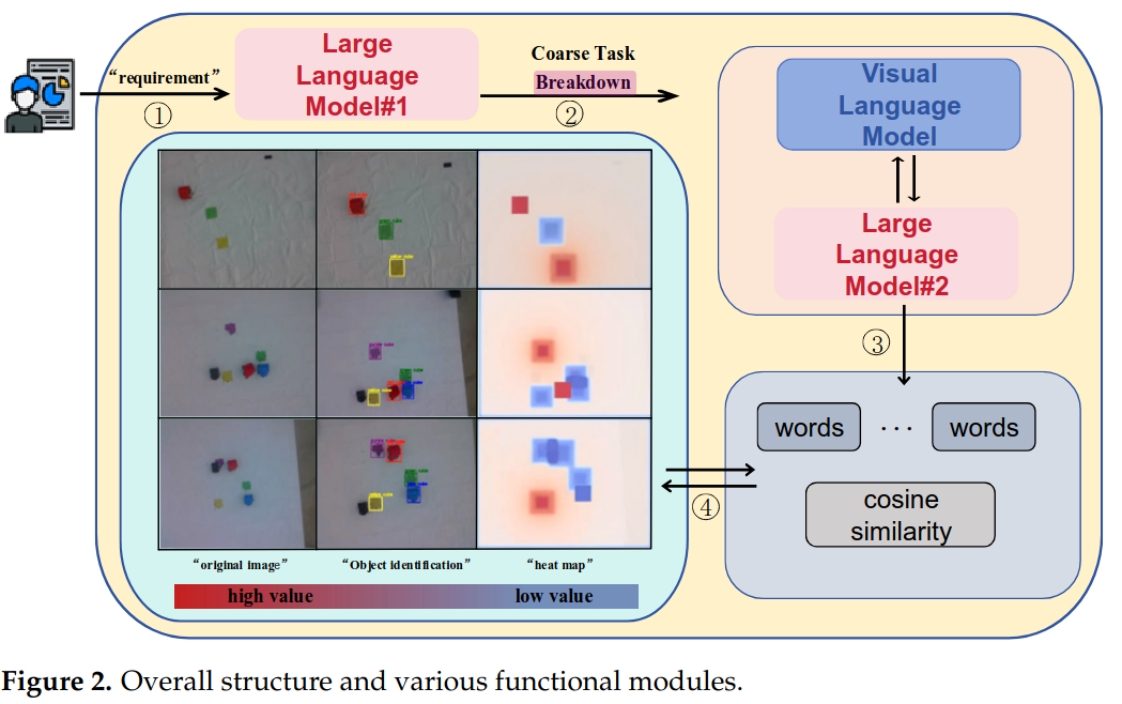 “requirement”
①
Large
Language
Model#1
Coarse Task
Breakdown
②
Visual
Language
Model
Large
Language
Model#2
③
words ··· words
cosine
similarity
④
“original image” “Object identification” “heat map”
high value low value
Figure 2. Overall structure and various functional modules.